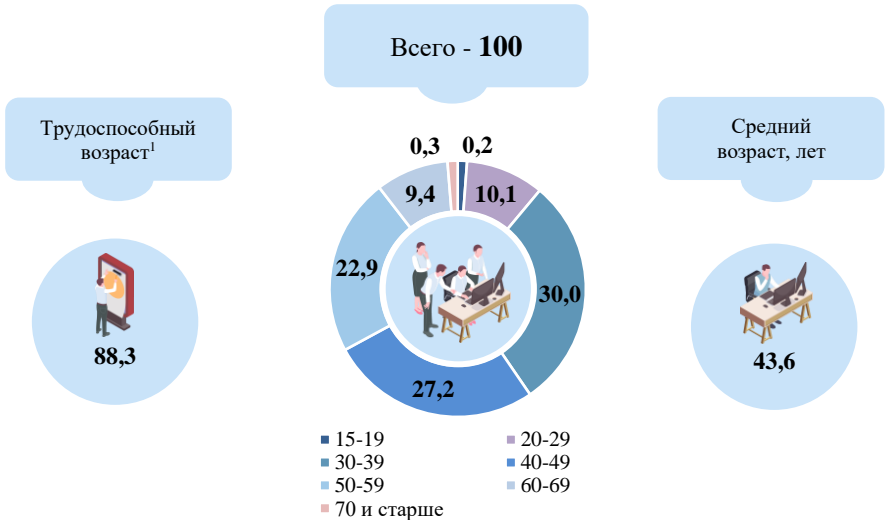 Всего - 100
Трудоспособный
возраст¹
Средний
возраст, лет
0,3
0,2
9,4
10,1
22,9
30,0
27,2
88,3
43,6
15-19
20-29
30-39
40-49
50-59
60-69
70 и старше